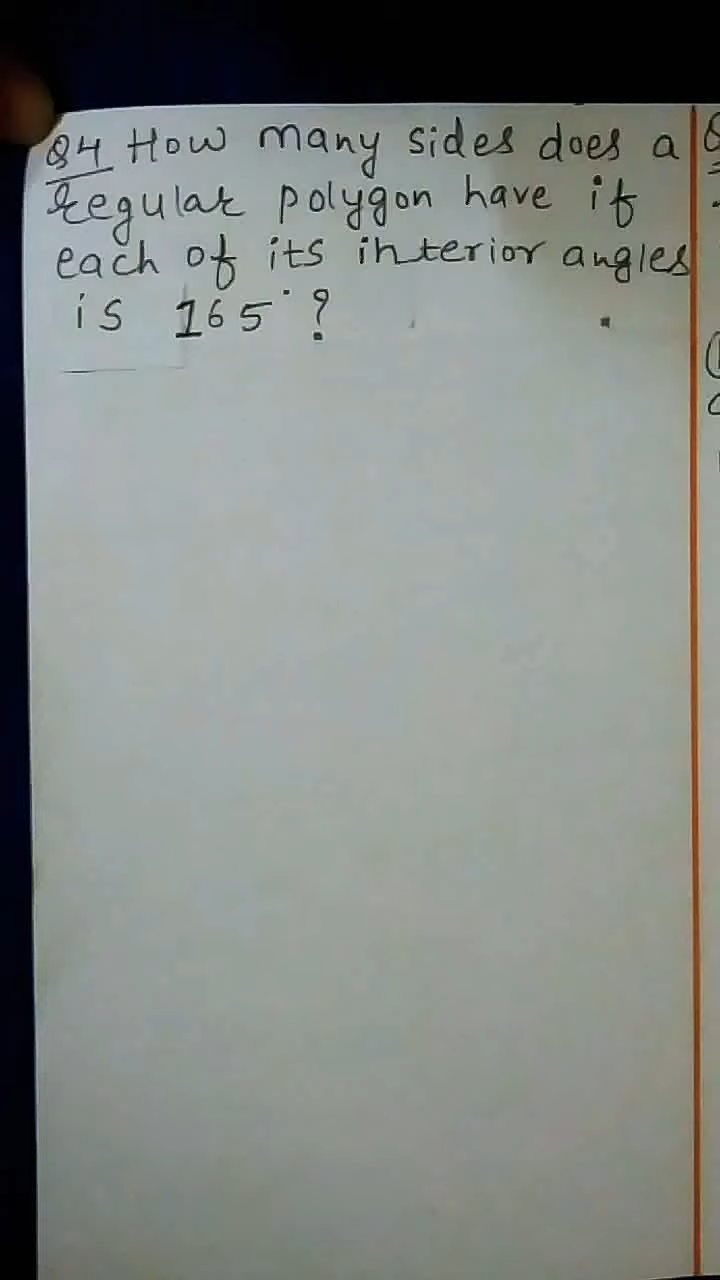 Q4 How many sides does a
regular polygon have if
each of its interior angles
is 165° ?